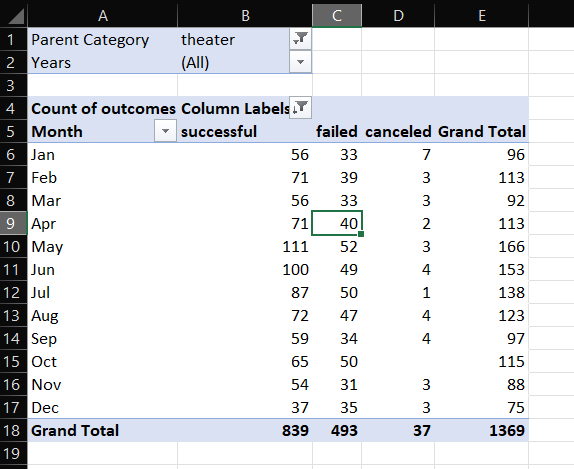 A B C D E
1 Parent Category theater
2 Years (All)
3
4 Count of outcomes Column Labels
5 Month successful failed canceled Grand Total
6 Jan 56 33 7 96
7 Feb 71 39 3 113
8 Mar 56 33 3 92
9 Apr 71 40 2 113
10 May 111 52 3 166
11 Jun 100 49 4 153
12 Jul 87 50 1 138
13 Aug 72 47 4 123
14 Sep 59 34 4 97
15 Oct 65 50 115
16 Nov 54 31 3 88
17 Dec 37 35 3 75
18 Grand Total 839 493 37 1369
19